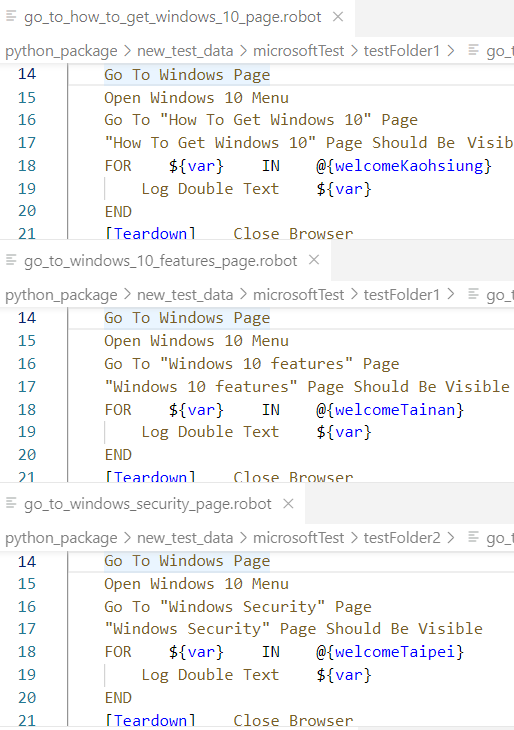 go_to_how_to_get_windows_10_page.robot
python_package > new_test_data > microsoftTest > testFolder1 > go_t
14 Go To Windows Page
15 Open Windows 10 Menu
16 Go To "How To Get Windows 10" Page
17 "How To Get Windows 10" Page Should Be Visib
18 FOR    ${var}    IN    @{welcomeKaohsiung}
19     Log Double Text    ${var}
20 END
21 [Teardown]    Close Browser
go_to_windows_10_features_page.robot
python_package > new_test_data > microsoftTest > testFolder1 > go_t
14 Go To Windows Page
15 Open Windows 10 Menu
16 Go To "Windows 10 features" Page
17 "Windows 10 features" Page Should Be Visible
18 FOR    ${var}    IN    @{welcomeTainan}
19     Log Double Text    ${var}
20 END
21 [Teardown]    Close Browser
go_to_windows_security_page.robot
python_package > new_test_data > microsoftTest > testFolder2 > go_t
14 Go To Windows Page
15 Open Windows 10 Menu
16 Go To "Windows Security" Page
17 "Windows Security" Page Should Be Visible
18 FOR    ${var}    IN    @{welcomeTaipei}
19     Log Double Text    ${var}
20 END
21 [Teardown]    Close Browser